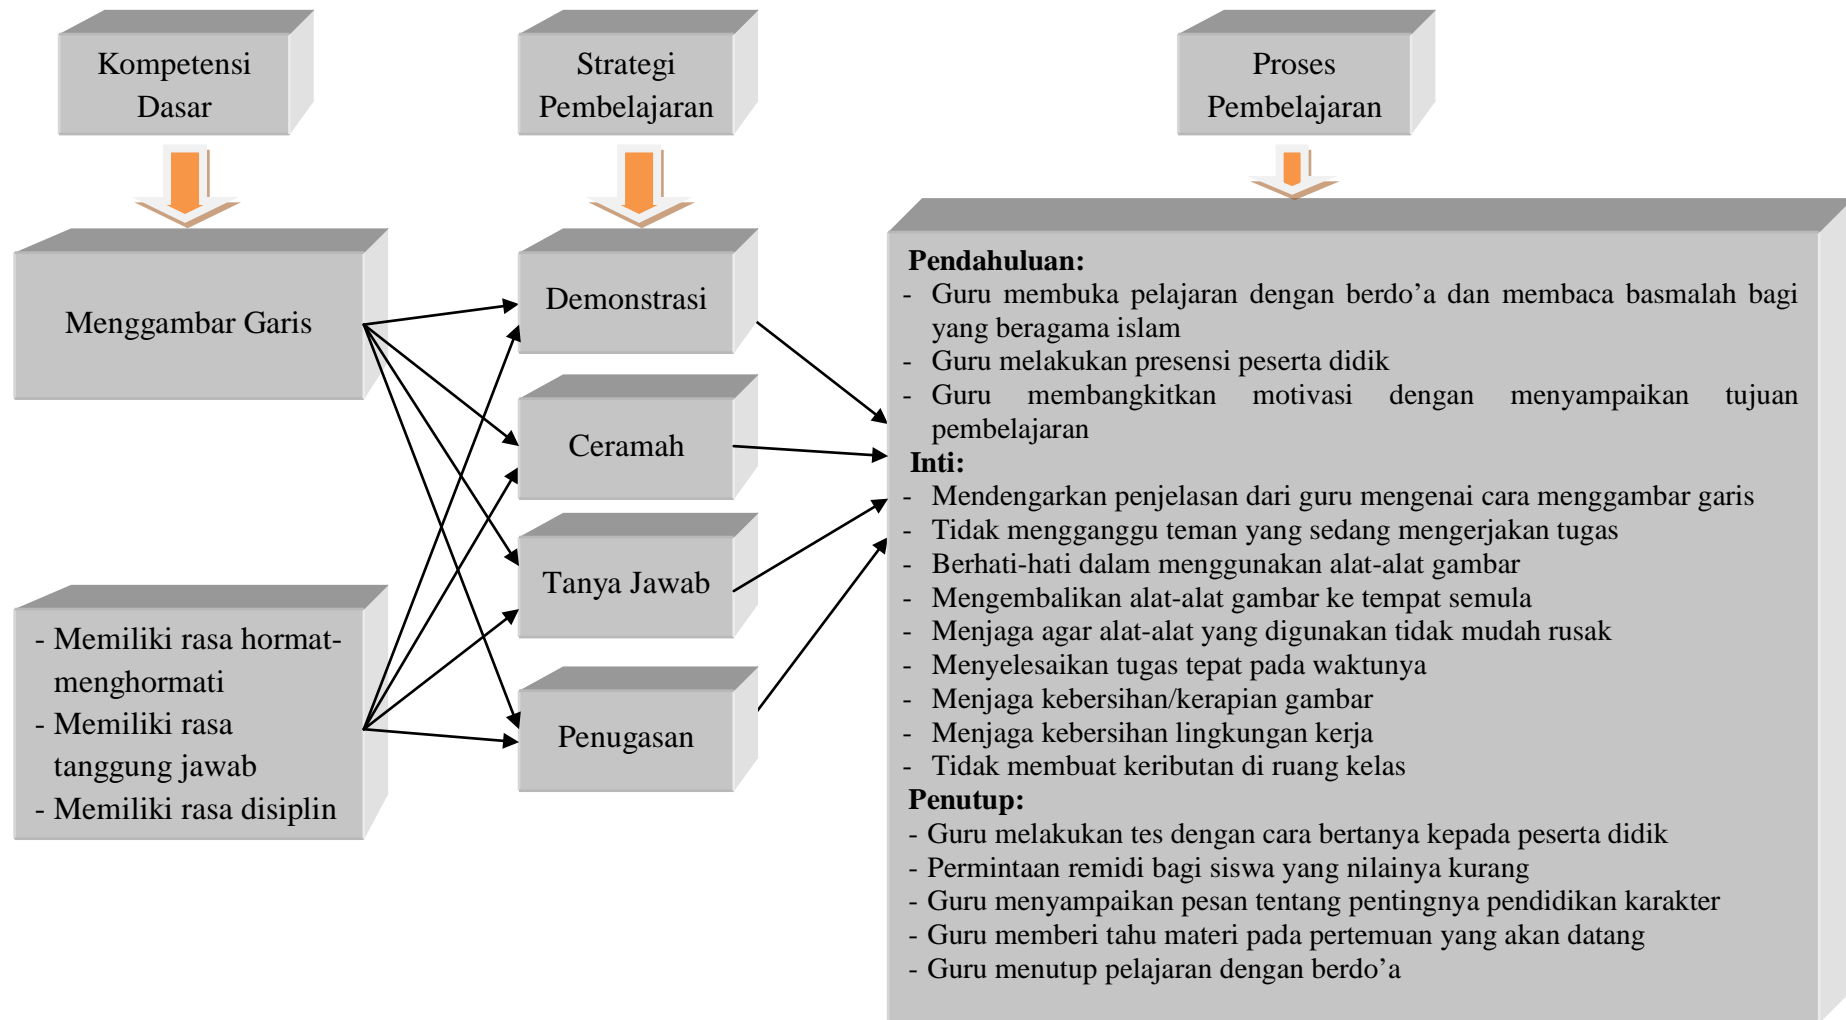 Kompetensi
Dasar
Strategi
Pembelajaran
Proses
Pembelajaran
Menggambar Garis
- Memiliki rasa hormat-
menghormati
- Memiliki rasa
tanggung jawab
- Memiliki rasa disiplin
Demonstrasi
Ceramah
Tanya Jawab
Penugasan
Pendahuluan:
- Guru membuka pelajaran dengan berdo’a dan membaca basmalah bagi
yang beragama islam
- Guru melakukan presensi peserta didik
- Guru membangkitkan motivasi dengan menyampaikan tujuan
pembelajaran
Inti:
- Mendengarkan penjelasan dari guru mengenai cara menggambar garis
- Tidak mengganggu teman yang sedang mengerjakan tugas
- Berhati-hati dalam menggunakan alat-alat gambar
- Mengembalikan alat-alat gambar ke tempat semula
- Menjaga agar alat-alat yang digunakan tidak mudah rusak
- Menyelesaikan tugas tepat pada waktunya
- Menjaga kebersihan/kerapian gambar
- Menjaga kebersihan lingkungan kerja
- Tidak membuat keributan di ruang kelas
Penutup:
- Guru melakukan tes dengan cara bertanya kepada peserta didik
- Permintaan remidi bagi siswa yang nilainya kurang
- Guru menyampaikan pesan tentang pentingnya pendidikan karakter
- Guru memberi tahu materi pada pertemuan yang akan datang
- Guru menutup pelajaran dengan berdo’a